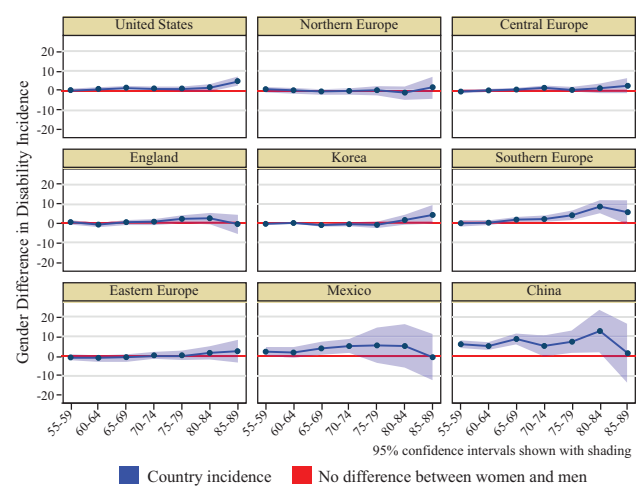 United States Northern Europe Central Europe
20
10
0
-10
-20
England Korea Southern Europe
20
10
0
-10
-20
Eastern Europe Mexico China
20
10
0
-10
-20
Gender Difference in Disability Incidence
55-59 60-64 65-69 70-74 75-79 80-84 85-89 55-59 60-64 65-69 70-74 75-79 80-84 85-89 55-59 60-64 65-69 70-74 75-79 80-84 85-89
95% confidence intervals shown with shading
Country incidence No difference between women and men